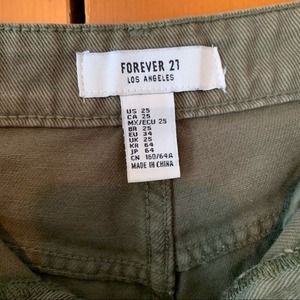 FOREVER 21
LOS ANGELES
US 25
CA 25
MX/ECU 25
BR 25
EU 34
UK 25
KR 64
JP 64
CN 160/64A
MADE IN CHINA